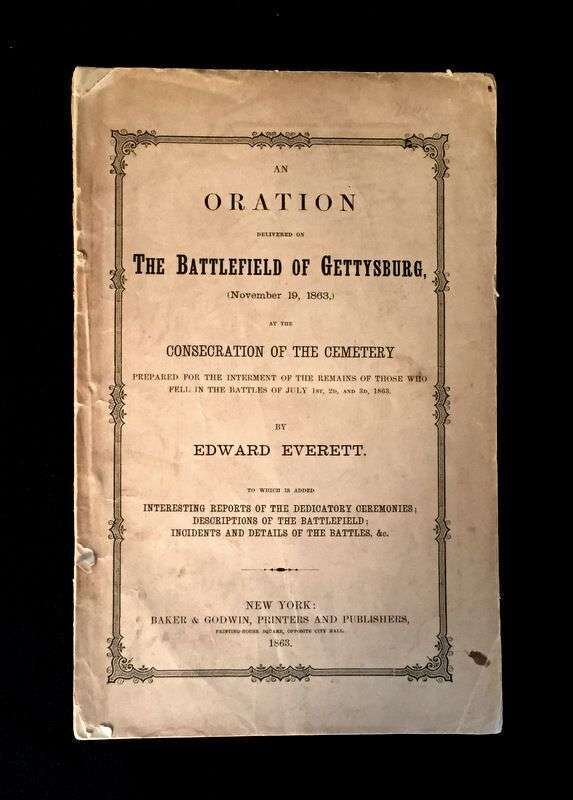 AN
ORATION
DELIVERED ON
THE BATTLEFIELD OF GETTYSBURG,
(November 19, 1863,)
AT THE
CONSECRATION OF THE CEMETERY
PREPARED FOR THE INTERMENT OF THE REMAINS OF THOSE WHO
FELL IN THE BATTLES OF JULY 1ST, 2D, AND 3D, 1863.
BY
EDWARD EVERETT.
TO WHICH IS ADDED
INTERESTING REPORTS OF THE DEDICATORY CEREMONIES;
DESCRIPTIONS OF THE BATTLEFIELD;
INCIDENTS AND DETAILS OF THE BATTLES, &c.
NEW YORK:
BAKER & GODWIN, PRINTERS AND PUBLISHERS,
PRINTING-HOUSE SQUARE, OPPOSITE CITY HALL.
1863.